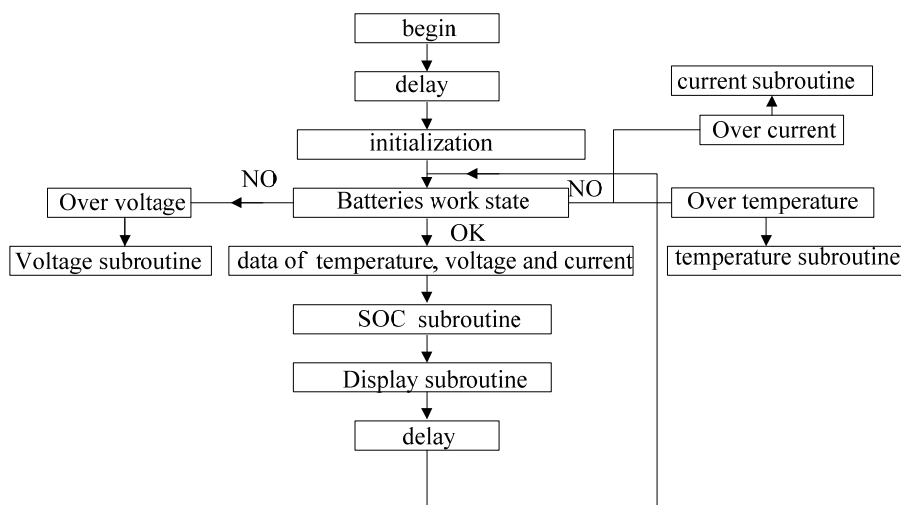 begin
delay
current subroutine
Over current
initialization
NO
NO
Over voltage
Batteries work state
Over temperature
OK
Voltage subroutine
data of temperature, voltage and current
temperature subroutine
SOC subroutine
Display subroutine
delay